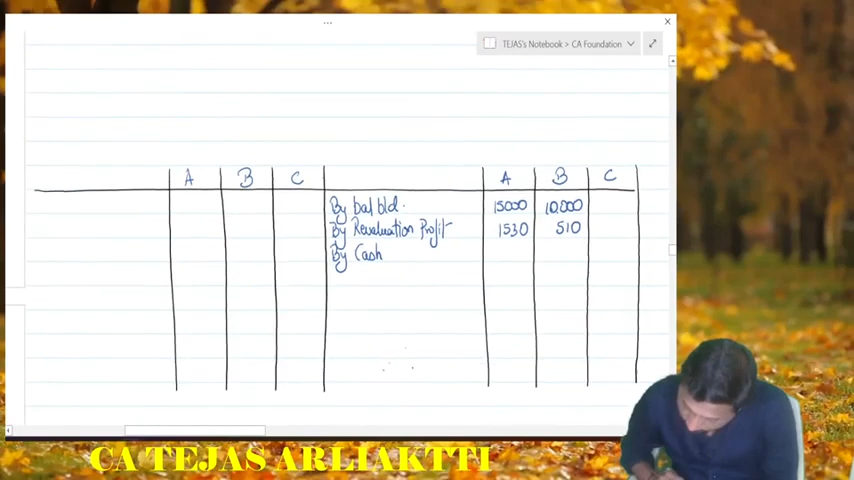 TEJAS's Notebook > CA Foundation
A B C A B C
By bal b/d. 15000 10,000
By Revaluation Profit 1530 510
By Cash
CA TEJAS ARLIAKTTI